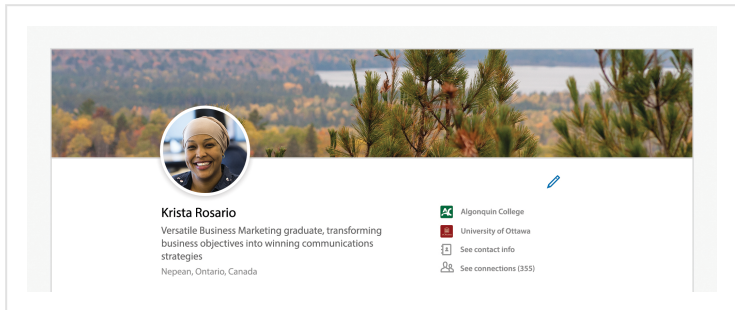 Krista Rosario
Versatile Business Marketing graduate, transforming
business objectives into winning communications
strategies
Nepean, Ontario, Canada
AC Algonquin College
University of Ottawa
See contact info
See connections (355)